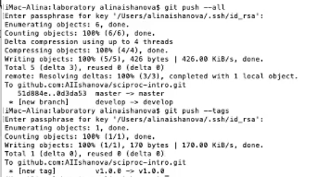 iMac-Alina:laboratory alinaishanova$ git push --all
Enter passphrase for key '/Users/alinaishanova/.ssh/id_rsa':
Enumerating objects: 6, done.
Counting objects: 100% (6/6), done.
Delta compression using up to 4 threads
Compressing objects: 100% (4/4), done.
Writing objects: 100% (5/5), 426 bytes | 426.00 KiB/s, done.
Total 5 (delta 3), reused 0 (delta 0)
remote: Resolving deltas: 100% (3/3), completed with 1 local object.
To github.com:AIIshanova/sciproc-intro.git
51d884e..0d3da53 master -> master
* [new branch] develop -> develop
iMac-Alina:laboratory alinaishanova$ git push --tags
Enter passphrase for key '/Users/alinaishanova/.ssh/id_rsa':
Enumerating objects: 1, done.
Counting objects: 100% (1/1), done.
Writing objects: 100% (1/1), 170 bytes | 170.00 KiB/s, done.
Total 1 (delta 0), reused 0 (delta 0)
To github.com:AIIshanova/sciproc-intro.git
* [new tag] v1.0.0 -> v1.0.0